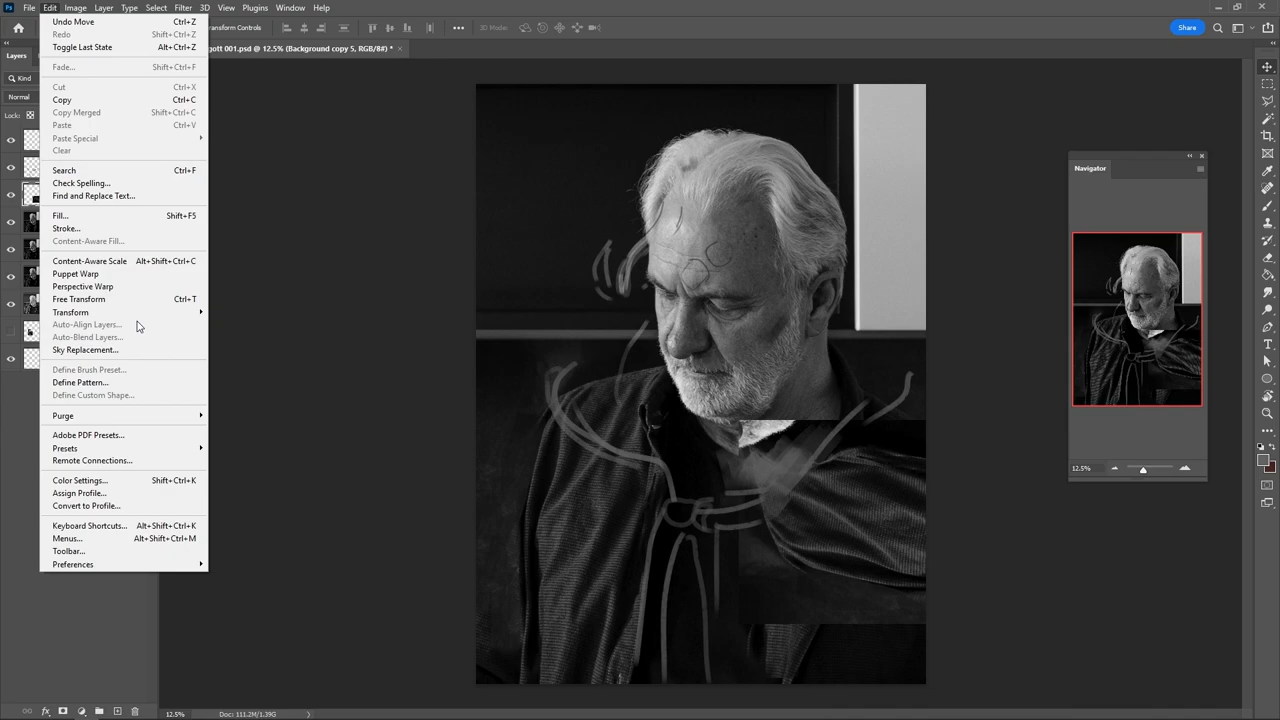 Ps File Edit Image Layer Type Select Filter 3D View Plugins Window Help
Transform Controls
3D Mode:
Share
gott 001.psd @ 12.5% (Background copy 5, RGB/8#) *
Layers
Kind
Normal
Lock:
Undo Move Ctrl+Z
Redo Shift+Ctrl+Z
Toggle Last State Alt+Ctrl+Z
Fade... Shift+Ctrl+F
Cut Ctrl+X
Copy Ctrl+C
Copy Merged Shift+Ctrl+C
Paste Ctrl+V
Paste Special
Clear
Search Ctrl+F
Check Spelling...
Find and Replace Text...
Fill... Shift+F5
Stroke...
Content-Aware Fill...
Content-Aware Scale Alt+Shift+Ctrl+C
Puppet Warp
Perspective Warp
Free Transform Ctrl+T
Transform
Auto-Align Layers...
Auto-Blend Layers...
Sky Replacement...
Define Brush Preset...
Define Pattern...
Define Custom Shape...
Purge
Adobe PDF Presets...
Presets
Remote Connections...
Color Settings... Shift+Ctrl+K
Assign Profile...
Convert to Profile...
Keyboard Shortcuts... Alt+Shift+Ctrl+K
Menus... Alt+Shift+Ctrl+M
Toolbar...
Preferences
Navigator
12.5%
12.5% Doc: 111.2M/1.39G